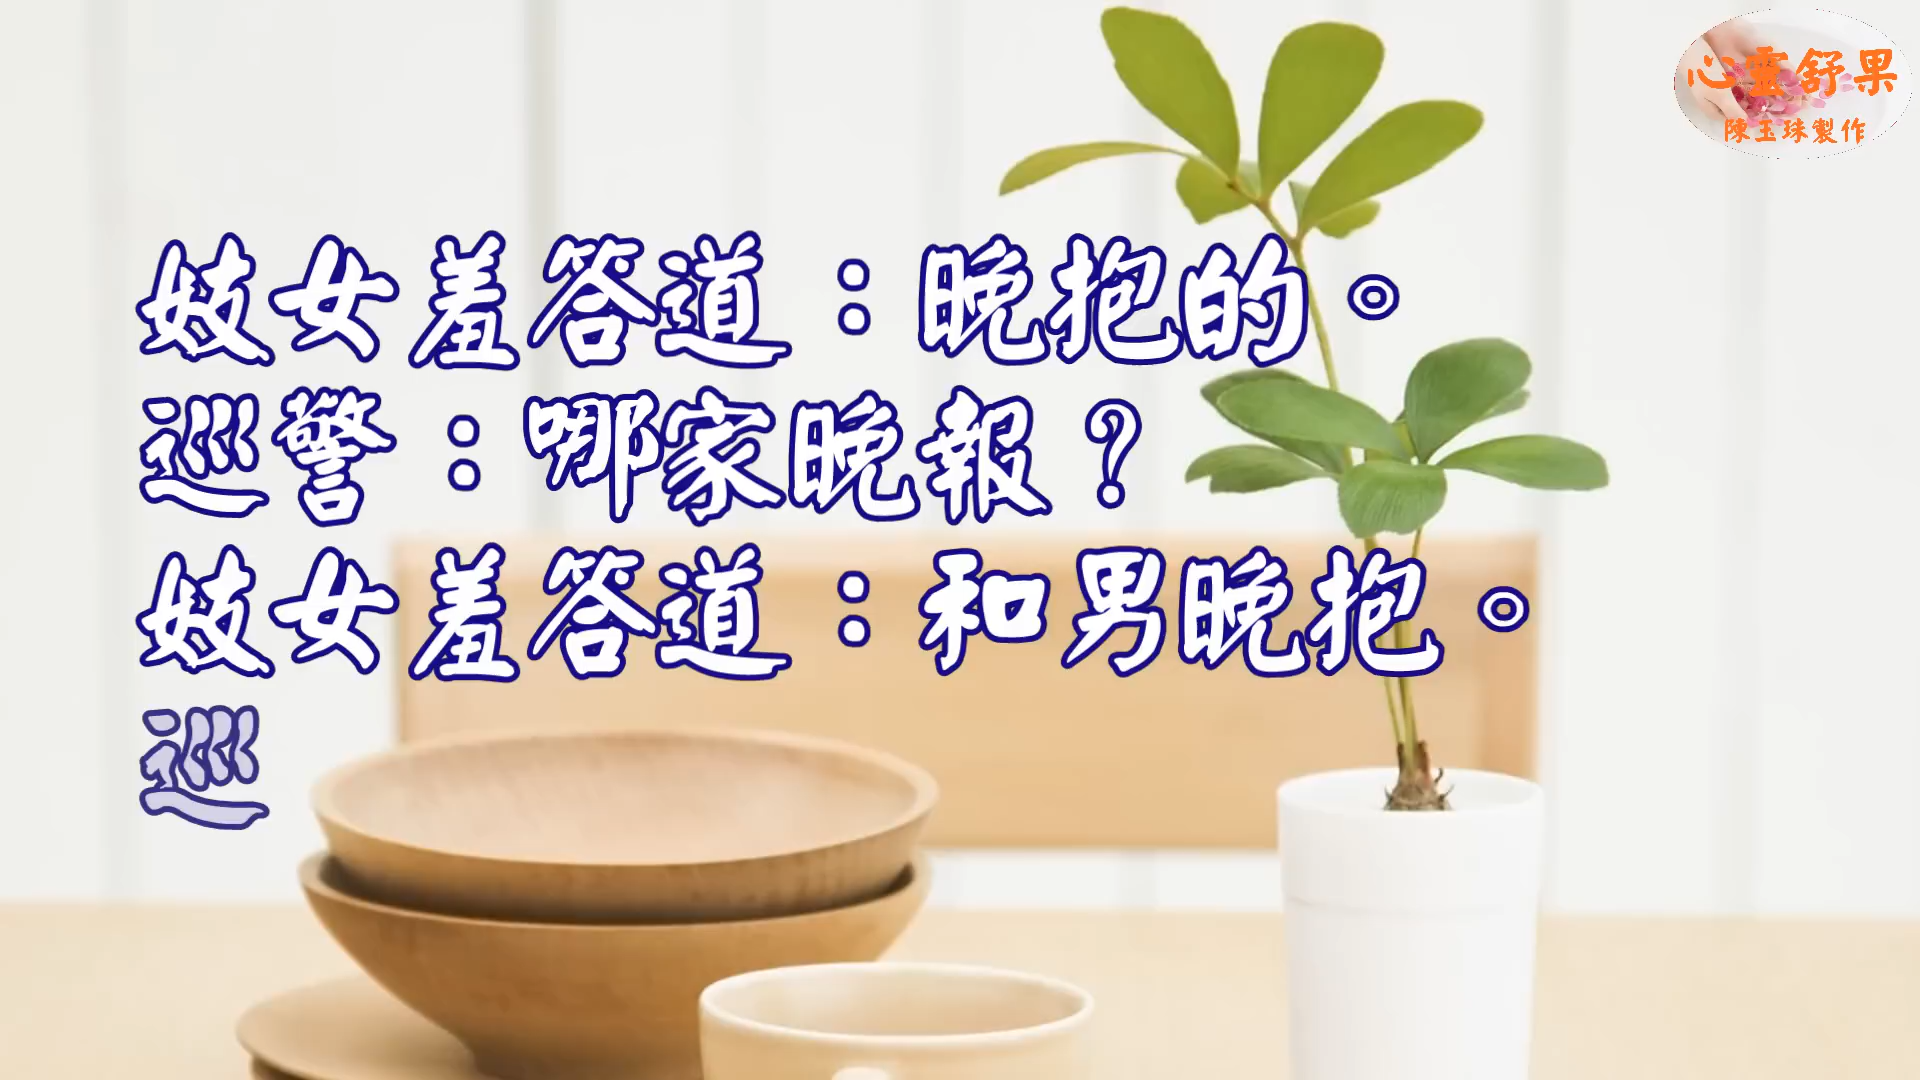 心靈舒果
陳玉珠製作
妓女羞答道：晚抱的。
巡警：哪家晚報？
妓女羞答道：和男晚抱。
巡